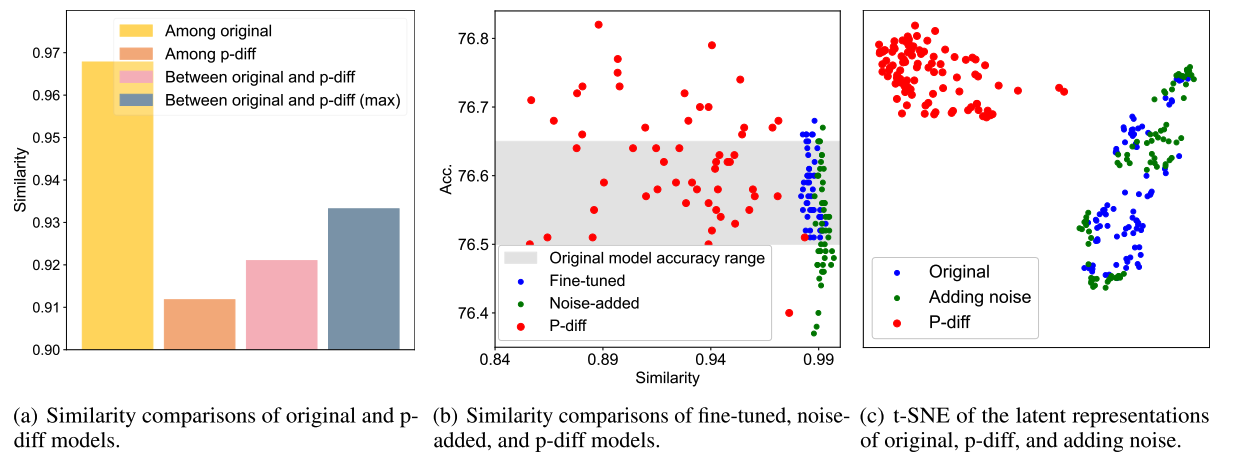 0.97
0.96
0.95
0.94
0.93
0.92
0.91
0.90
Similarity
Among original
Among p-diff
Between original and p-diff
Between original and p-diff (max)
76.8
76.7
76.6
76.5
76.4
Acc.
Original model accuracy range
Fine-tuned
Noise-added
P-diff
0.84
0.89
0.94
0.99
Similarity
Original
Adding noise
P-diff
(a) Similarity comparisons of original and p-
diff models.
(b) Similarity comparisons of fine-tuned, noise-
added, and p-diff models.
(c) t-SNE of the latent representations
of original, p-diff, and adding noise.